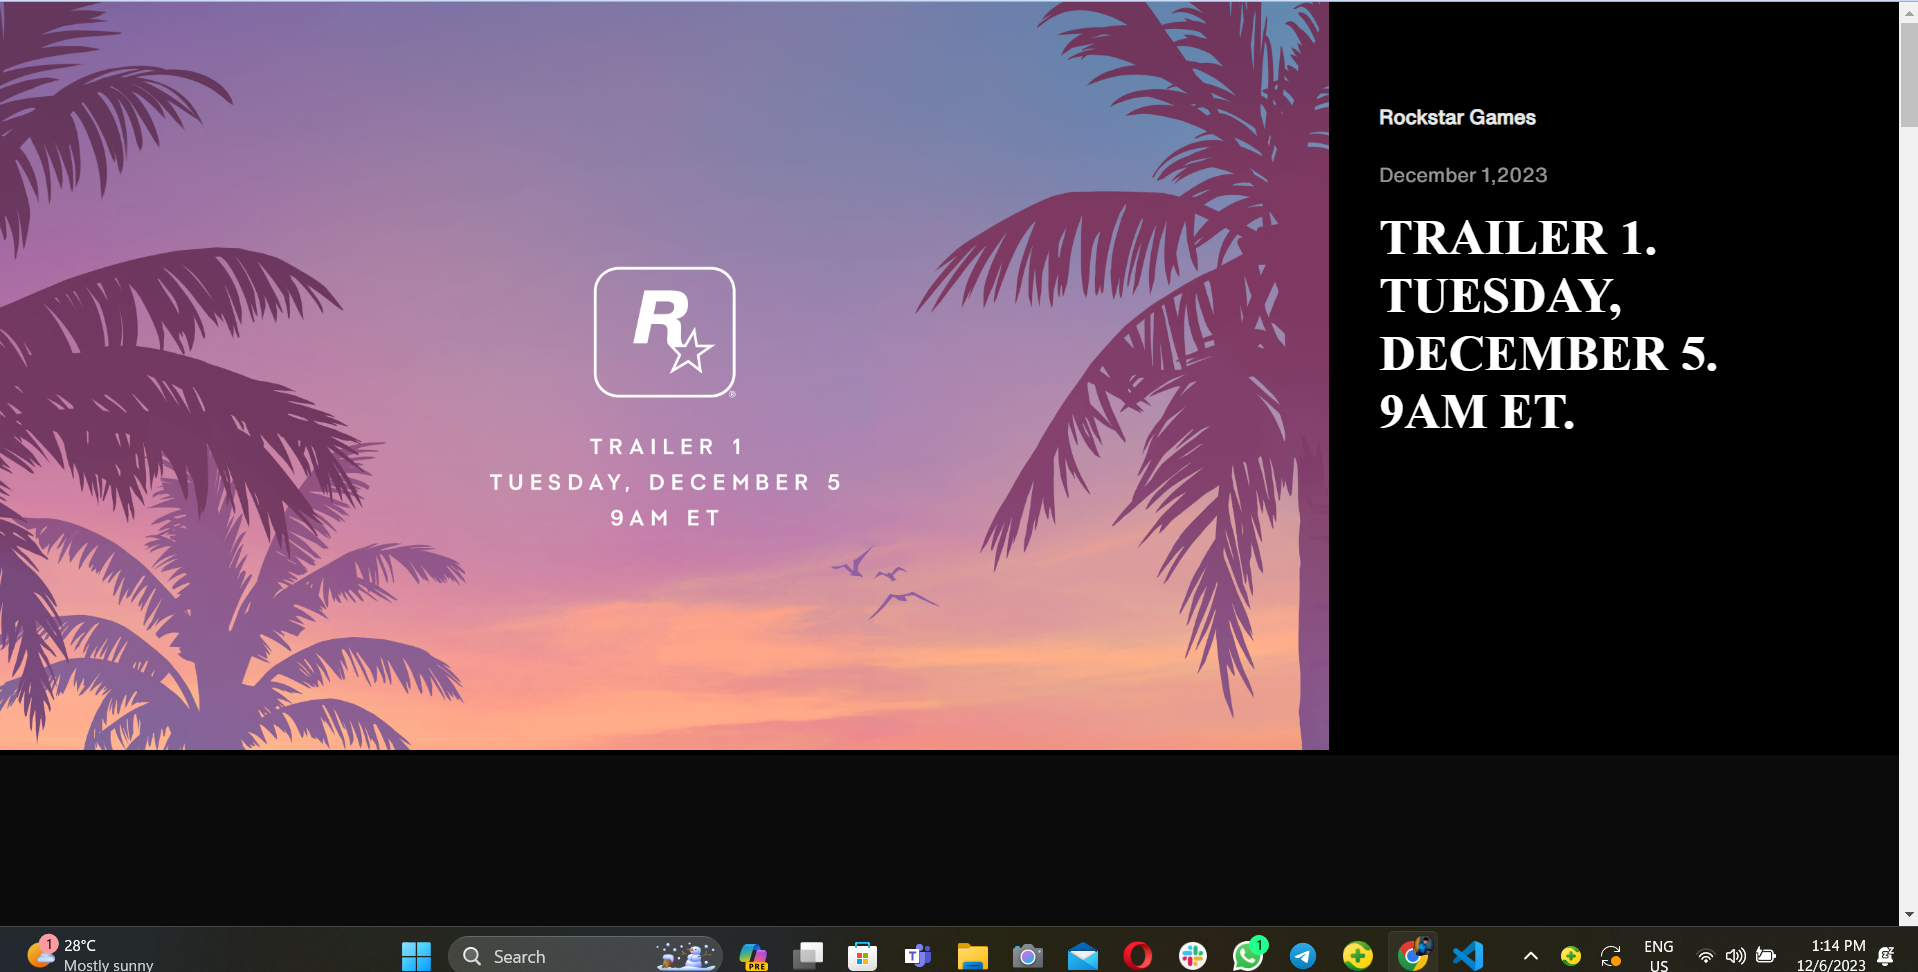 R
®
TRAILER 1
TUESDAY, DECEMBER 5
9AM ET
Rockstar Games
December 1,2023
TRAILER 1.
TUESDAY,
DECEMBER 5.
9AM ET.
1
28°C
Mostly sunny
Search
PRE
T
1
ENG
US
1:14 PM
12/6/2023